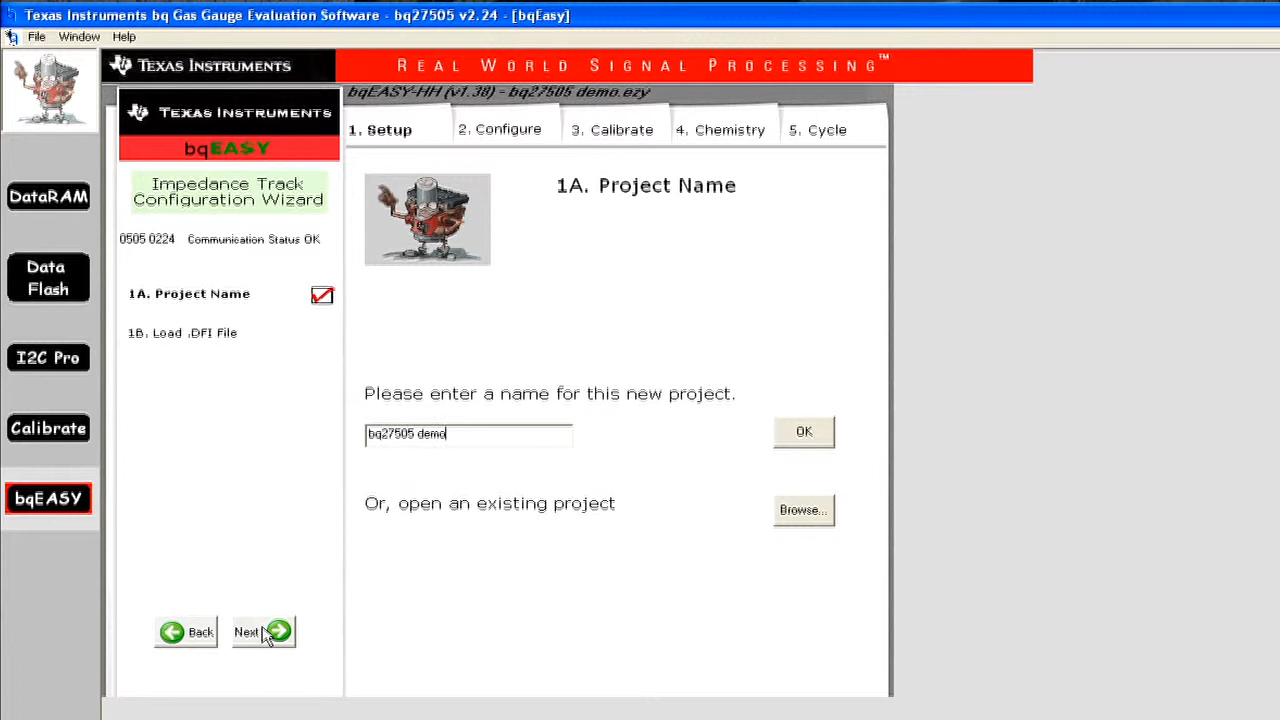 Texas Instruments bq Gas Gauge Evaluation Software - bq27505 v2.24 - [bqEasy]
File Window Help
TEXAS INSTRUMENTS REAL WORLD SIGNAL PROCESSING™
bqEASY-HH (v1.38) - bq27505 demo.ezy
TEXAS INSTRUMENTS
bqEASY
1. Setup
2. Configure
3. Calibrate
4. Chemistry
5. Cycle
Impedance Track
Configuration Wizard
0505 0224 Communication Status OK
1A. Project Name
1B. Load .DFI File
Back
Next
DataRAM
Data
Flash
I2C Pro
Calibrate
bqEASY
1A. Project Name
Please enter a name for this new project.
bq27505 demo
OK
Or, open an existing project
Browse...